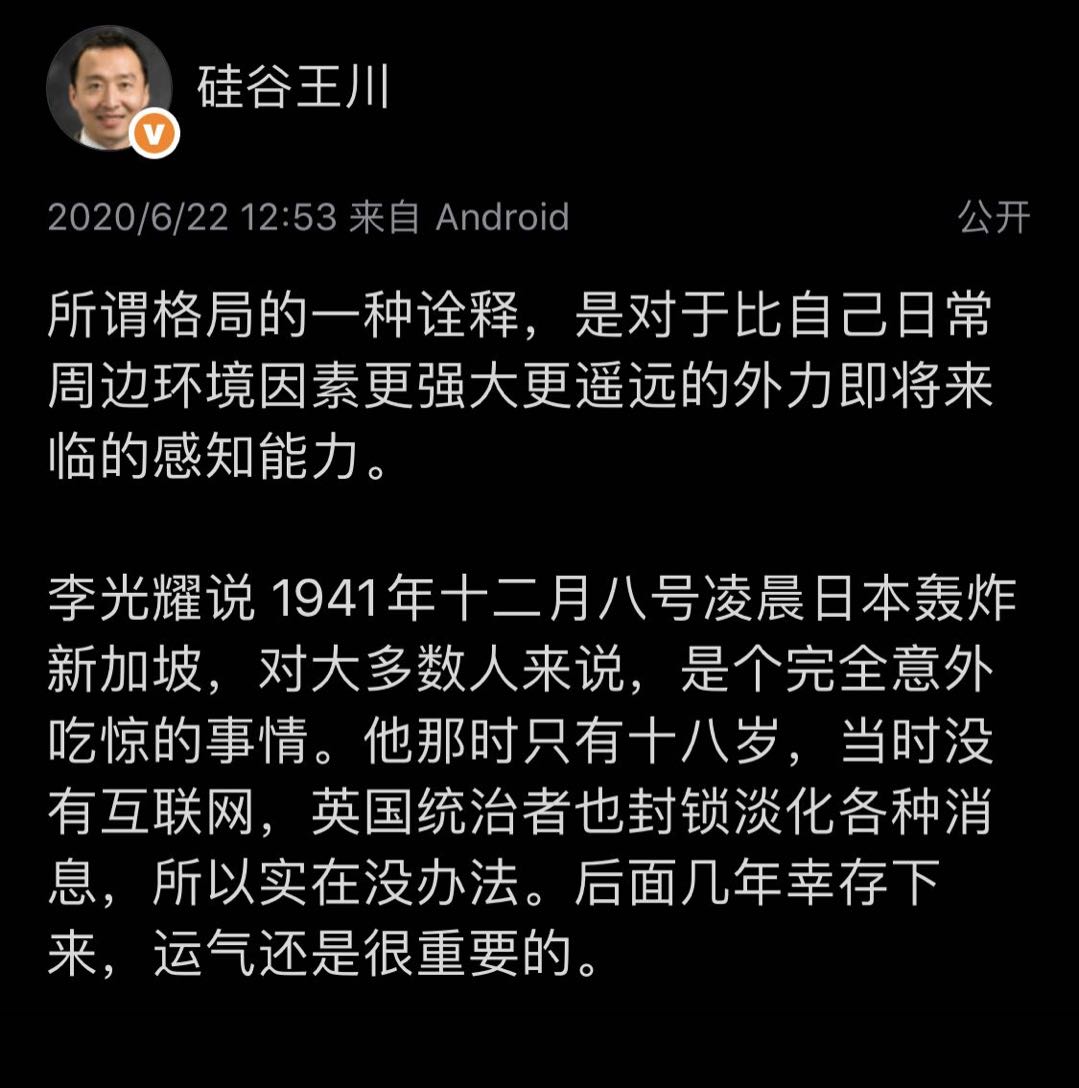 硅谷王川
V
2020/6/22 12:53 来自 Android 公开
所谓格局的一种诠释，是对于比自己日常
周边环境因素更强大更遥远的外力即将来
临的感知能力。
李光耀说 1941年十二月八号凌晨日本轰炸
新加坡，对大多数人来说，是个完全意外
吃惊的事情。他那时只有十八岁，当时没
有互联网，英国统治者也封锁淡化各种消
息，所以实在没办法。后面几年幸存下
来，运气还是很重要的。